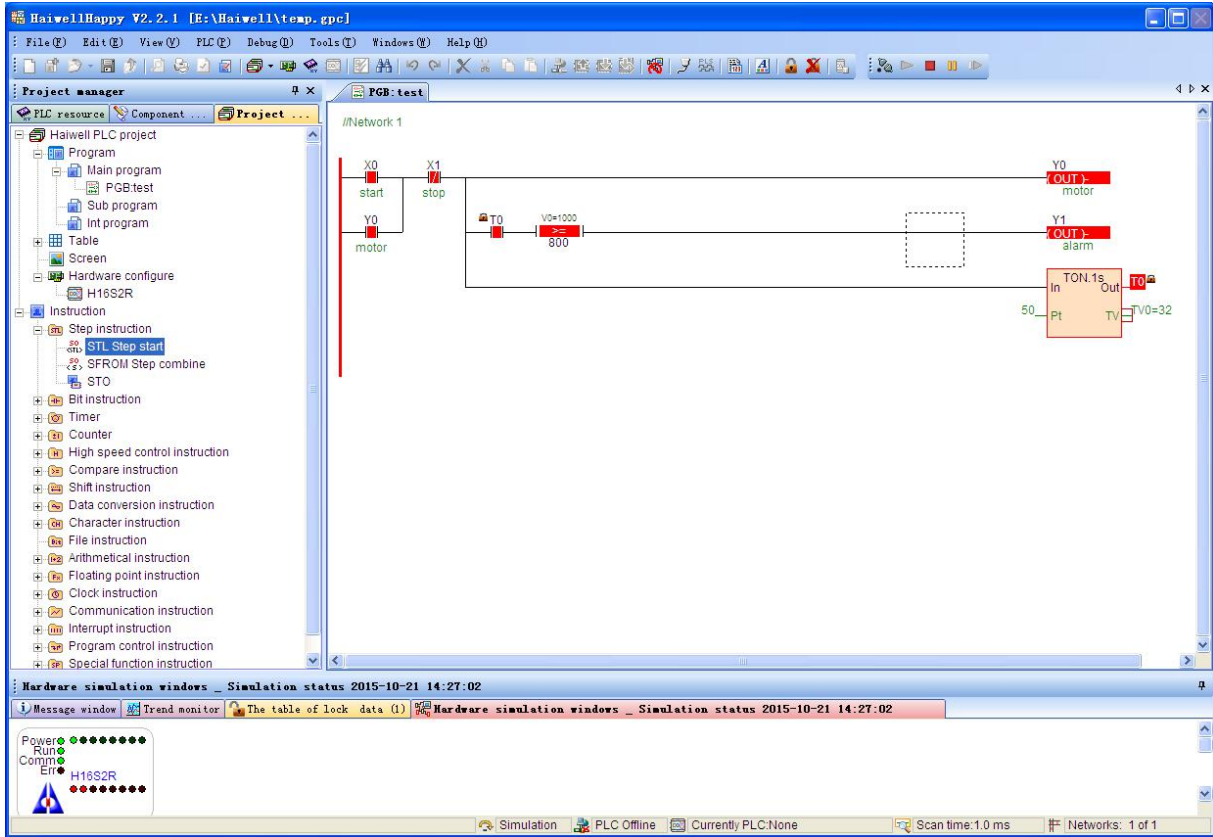 HaiwellHappy V2.2.1 [E:\Haiwell\temp.gpc]
File(F) Edit(E) View(V) PLC(P) Debug(D) Tools(T) Windows(W) Help(H)
Project manager
PLC resource Component ... Project ...
Haiwell PLC project
Program
Main program
PGB:test
Sub program
Int program
Table
Screen
Hardware configure
H16S2R
Instruction
Step instruction
STL Step start
SFROM Step combine
STO
Bit instruction
Timer
Counter
High speed control instruction
Compare instruction
Shift instruction
Data conversion instruction
Character instruction
File instruction
Arithmetical instruction
Floating point instruction
Clock instruction
Communication instruction
Interrupt instruction
Program control instruction
Special function instruction
PGB:test
//Network 1
X0 X1 Y0
( OUT )-
start stop motor
Y0 T0 V0=1000 Y1
>= ( OUT )-
motor 800 alarm
TON.1s
In Out T0
50 Pt TV TV0=32
Hardware simulation windows _ Simulation status 2015-10-21 14:27:02
Message window Trend monitor The table of lock data (1) Hardware simulation windows _ Simulation status 2015-10-21 14:27:02
Power
Run
Comm
Err
H16S2R
Simulation PLC Offline Currently PLC:None Scan time:1.0 ms Networks: 1 of 1